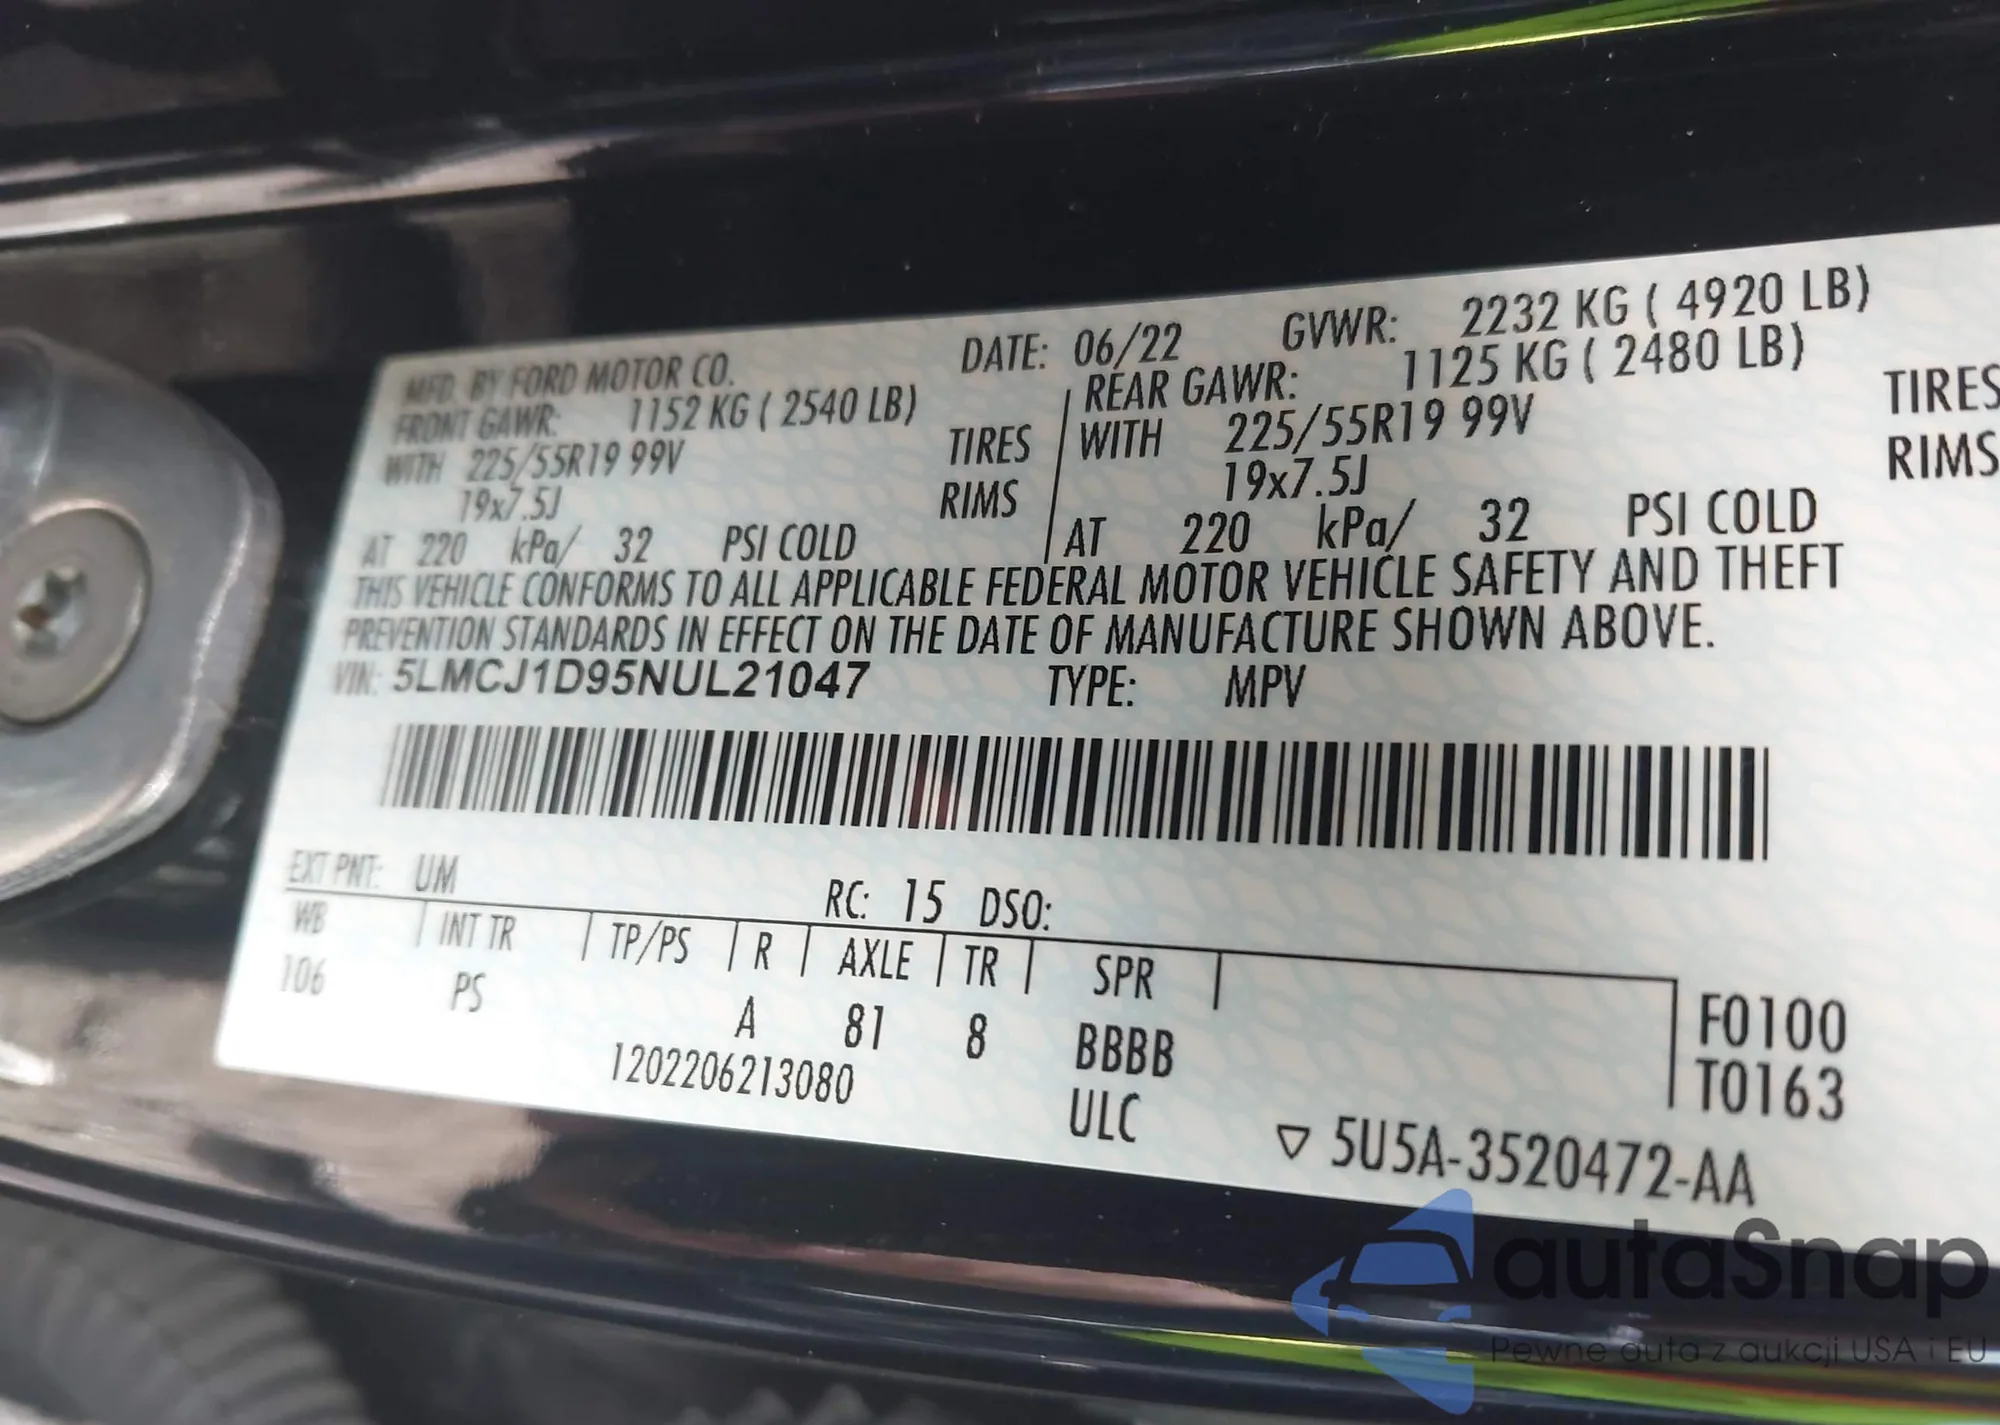 MFD. BY FORD MOTOR CO. DATE: 06/22 GVWR: 2232 KG ( 4920 LB)
FRONT GAWR: 1152 KG ( 2540 LB) REAR GAWR: 1125 KG ( 2480 LB)
WITH 225/55R19 99V TIRES WITH 225/55R19 99V TIRES
19x7.5J RIMS 19x7.5J RIMS
AT 220 kPa/ 32 PSI COLD AT 220 kPa/ 32 PSI COLD
THIS VEHICLE CONFORMS TO ALL APPLICABLE FEDERAL MOTOR VEHICLE SAFETY AND THEFT
PREVENTION STANDARDS IN EFFECT ON THE DATE OF MANUFACTURE SHOWN ABOVE.
VIN: 5LMCJ1D95NUL21047 TYPE: MPV
EXT PNT: UM RC: 15 DSO:
WB INT TR TP/PS R AXLE TR SPR
106 PS A 81 8 BBBB F0100
1202206213080 ULC T0163
▽ 5U5A-3520472-AA
autaSnap
Pewne auta z aukcji USA i EU